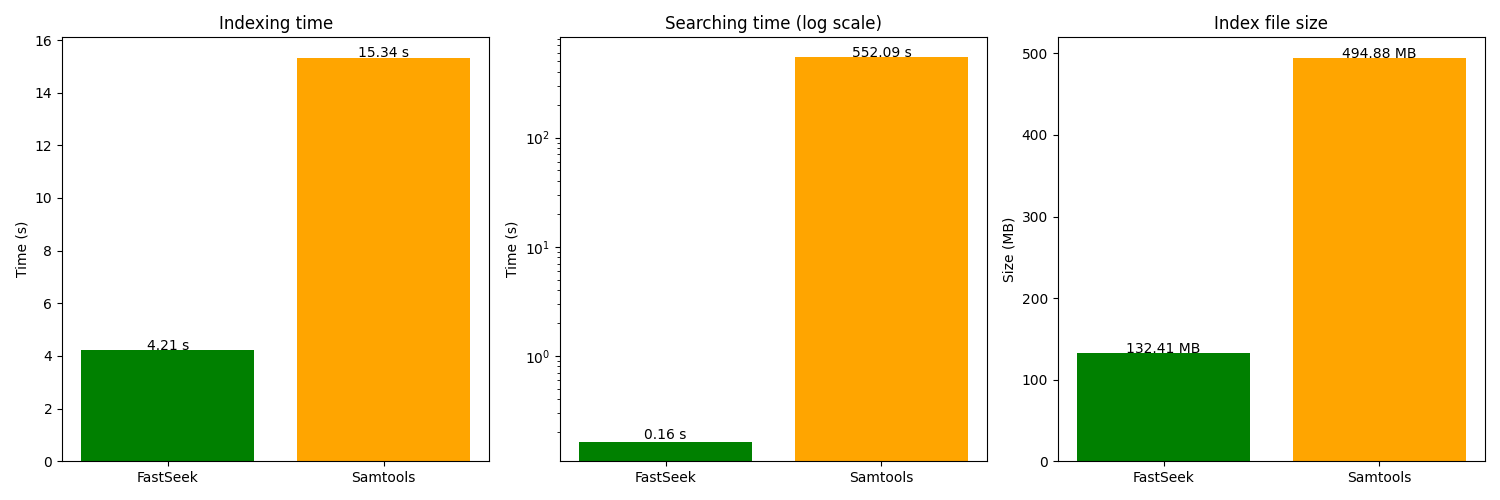 Indexing time
Time (s)
16
14
12
10
8
6
4
2
0
15.34 s
4.21 s
FastSeek
Samtools
Searching time (log scale)
Time (s)
10²
10¹
10⁰
552.09 s
0.16 s
FastSeek
Samtools
Index file size
Size (MB)
500
400
300
200
100
0
494.88 MB
132.41 MB
FastSeek
Samtools